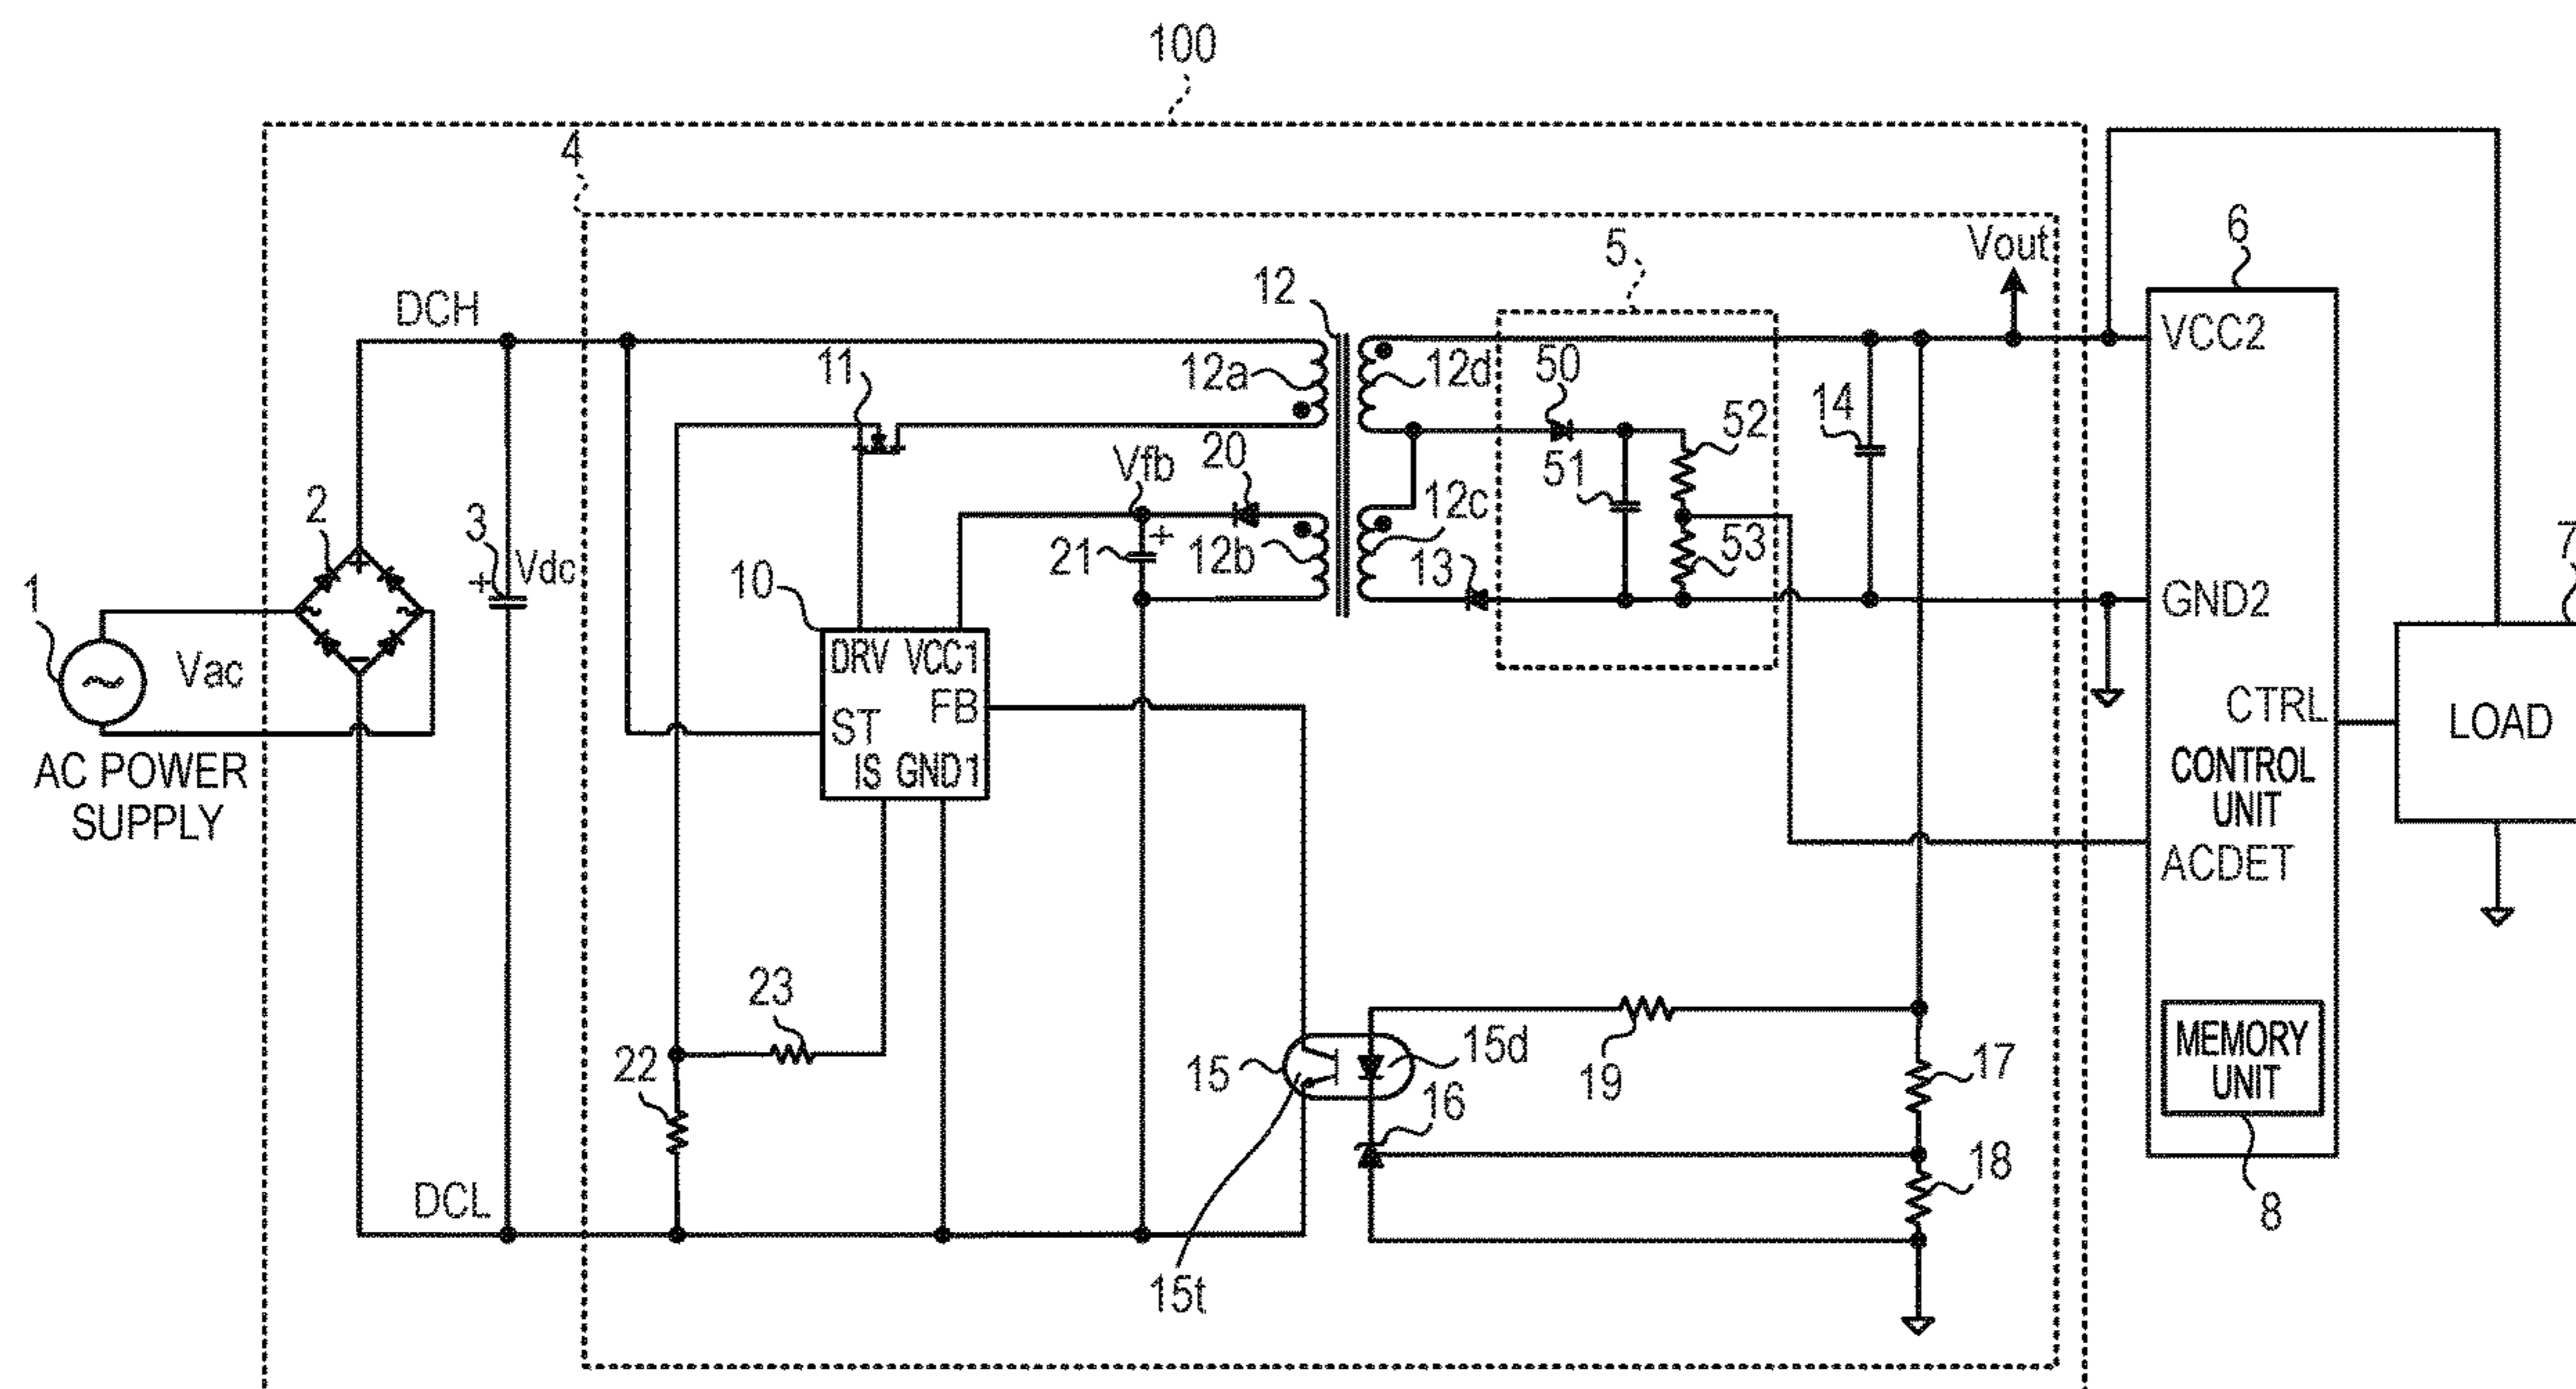 100
4
5
Vout
6
12
DCH
VCC2
11
12a
12d
50
52
14
Vfb
20
2
3
Vdc
51
12c
21
12b
13
53
7
1
10
GND2
DRV VCC1
Vac
FB
ST
CTRL
LOAD
IS GND1
AC POWER
SUPPLY
CONTROL
UNIT
ACDET
23
22
15
15d
19
17
16
MEMORY
UNIT
18
DCL
8
15t